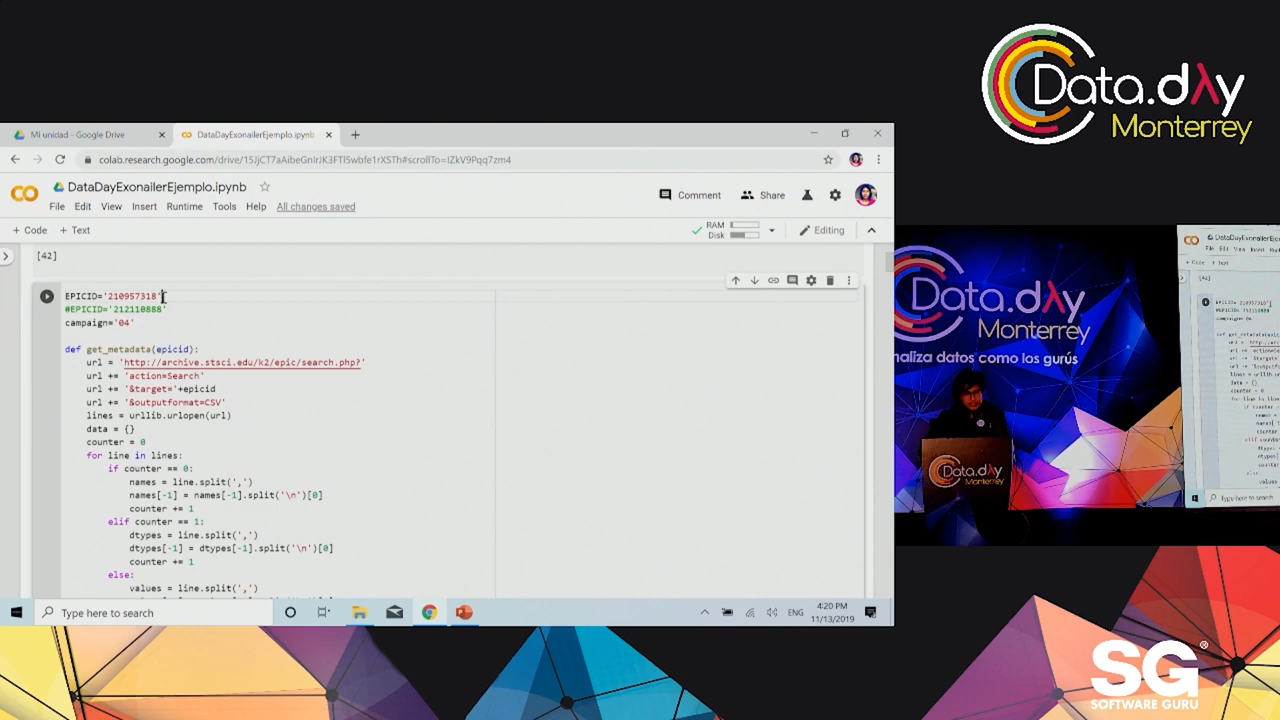 Data.dλy
Monterrey
Mi unidad - Google Drive
DataDayExonailerEjemplo.ipynb
colab.research.google.com/drive/15JjCT7aAibeGnIrJK3FTI5wbfe1rXSTh#scrollTo=IZkV9Pqq7zm4
DataDayExonailerEjemplo.ipynb
Comment
Share
File Edit View Insert Runtime Tools Help All changes saved
+ Code + Text
RAM
Disk
Editing
[42]
EPICID='210957318'
#EPICID='212110888'
campaign='04'
def get_metadata(epicid):
url = 'http://archive.stsci.edu/k2/epic/search.php?'
url += 'action=Search'
url += '&target='+epicid
url += '&outputformat=CSV'
lines = urllib.urlopen(url)
data = {}
counter = 0
for line in lines:
if counter == 0:
names = line.split(',')
names[-1] = names[-1].split('\n')[0]
counter += 1
elif counter == 1:
dtypes = line.split(',')
dtypes[-1] = dtypes[-1].split('\n')[0]
counter += 1
else:
values = line.split(',')
Type here to search
ENG
4:20 PM
11/13/2019
Data.dλy
Monterrey
naliza datos como los gurús
Data.dλy
Monterrey
SG
SOFTWARE GURU